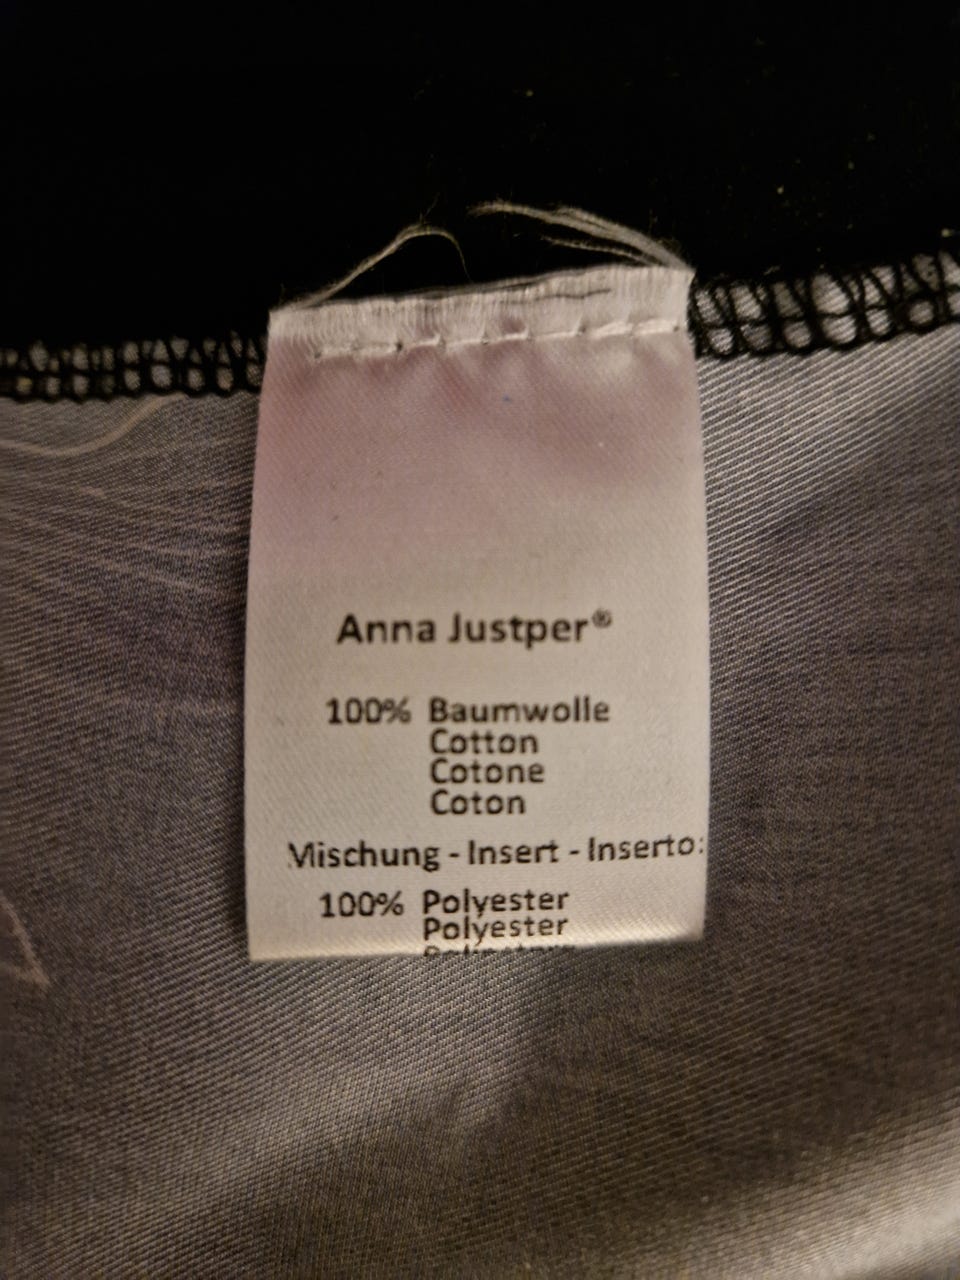 Anna Justper®
100% Baumwolle
Cotton
Cotone
Coton
Mischung - Insert - Inserto:
100% Polyester
Polyester